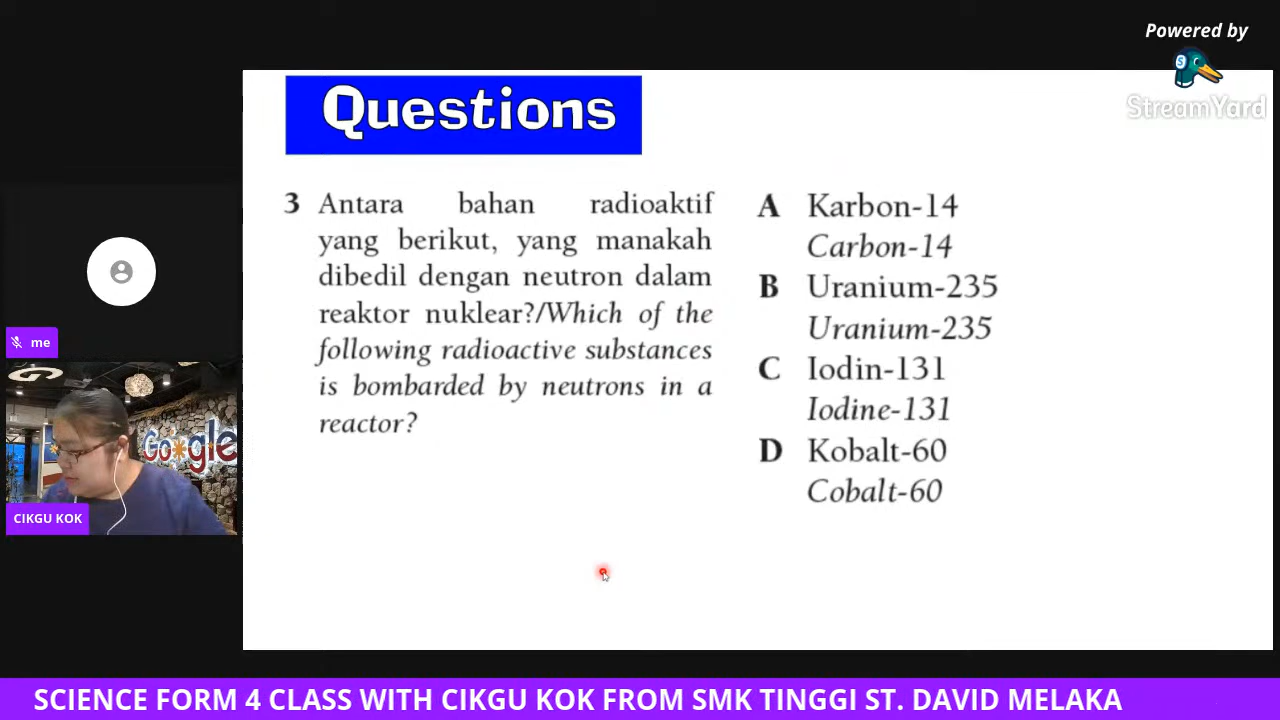 Powered by
StreamYard
Questions
3 Antara bahan radioaktif
yang berikut, yang manakah
dibedil dengan neutron dalam
reaktor nuklear?/Which of the
following radioactive substances
is bombarded by neutrons in a
reactor?
A Karbon-14
Carbon-14
B Uranium-235
Uranium-235
C Iodin-131
Iodine-131
D Kobalt-60
Cobalt-60
me
Google
CIKGU KOK
SCIENCE FORM 4 CLASS WITH CIKGU KOK FROM SMK TINGGI ST. DAVID MELAKA